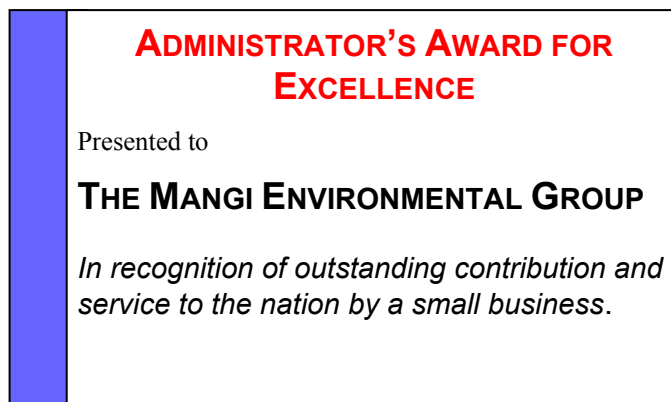 ADMINISTRATOR'S AWARD FOR
EXCELLENCE
Presented to
THE MANGI ENVIRONMENTAL GROUP
In recognition of outstanding contribution and
service to the nation by a small business.